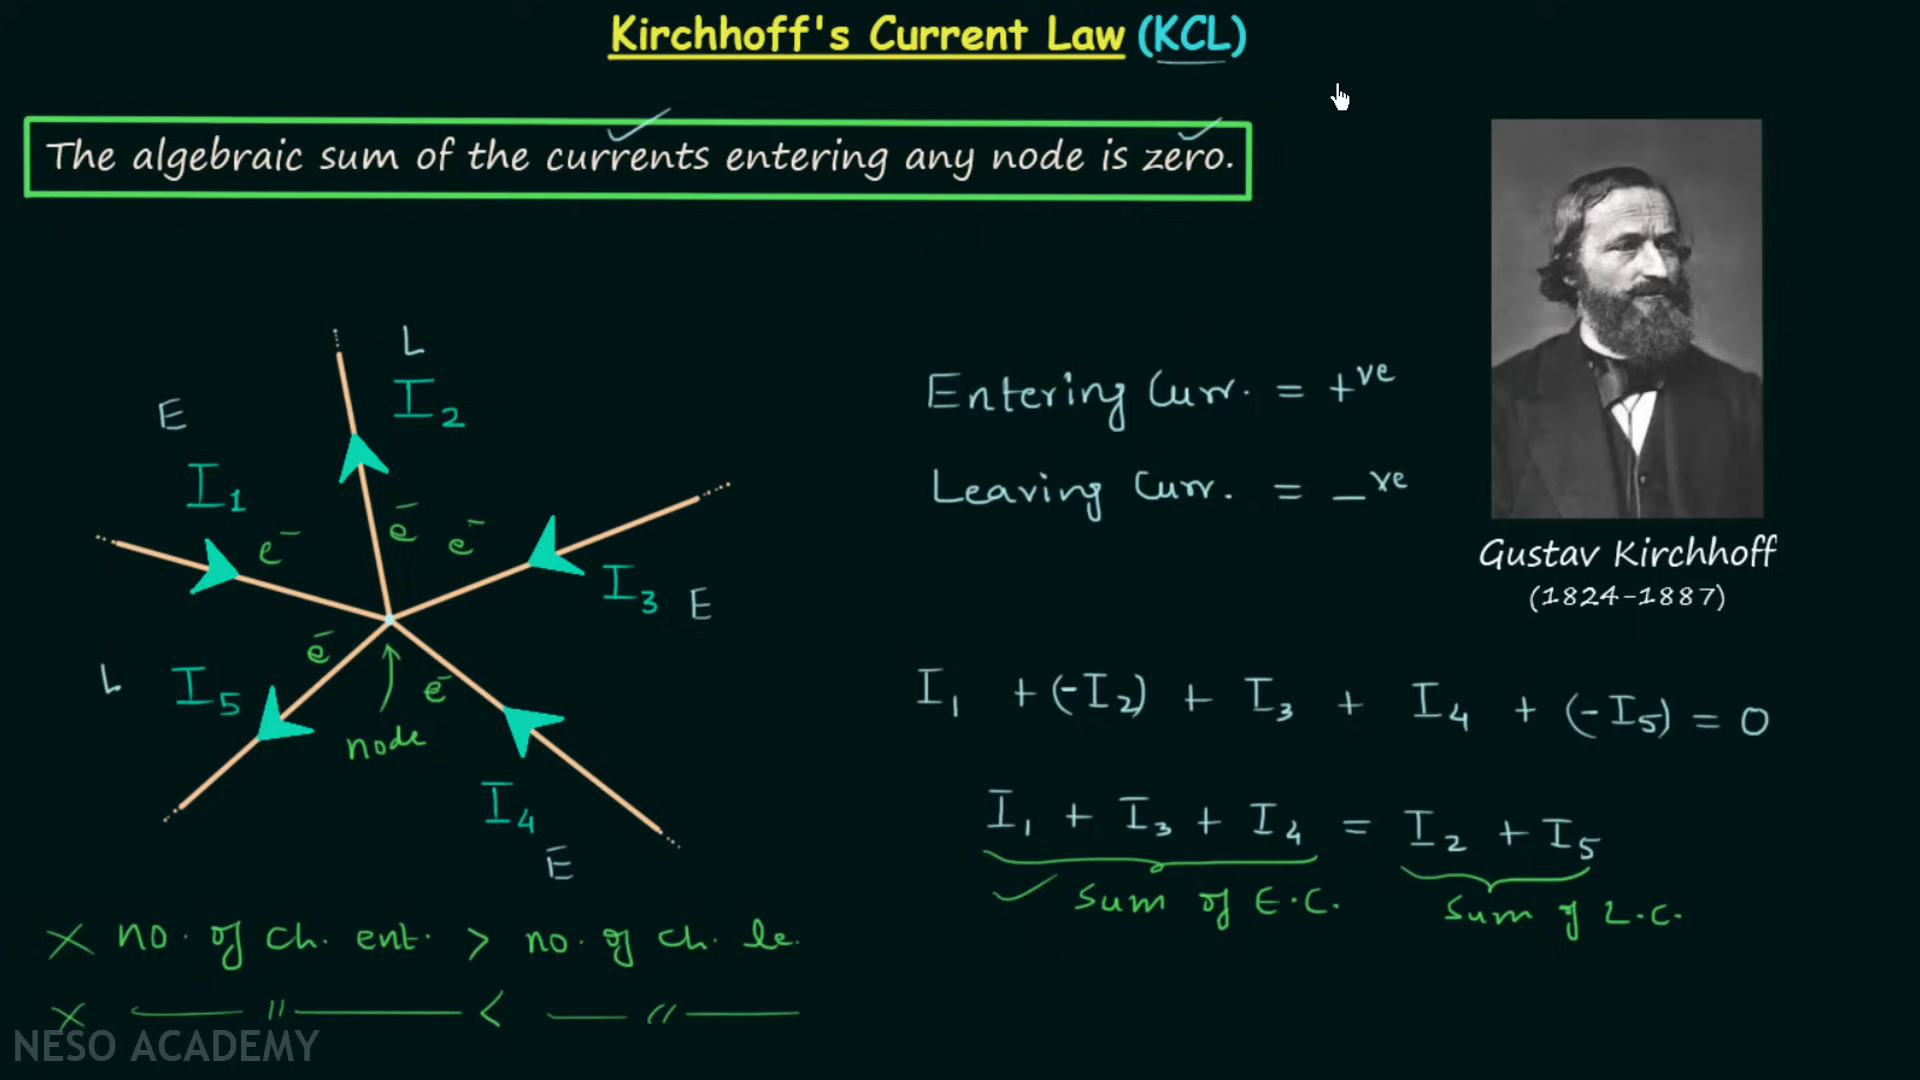 Kirchhoff's Current Law (KCL)
The algebraic sum of the currents entering any node is zero.
L
I2
E
I1
e⁻
e⁻
e⁻
I3
E
e⁻
L
I5
e⁻
node
I4
E
Entering Curr. = +ve
Leaving Curr. = -ve
Gustav Kirchhoff
(1824-1887)
I1 + (-I2) + I3 + I4 + (-I5) = 0
I1 + I3 + I4 = I2 + I5
✓ Sum of E.C.
Sum of L.C.
× no. of ch. ent. > no. of ch. le.
× —— 〃 —— < —— 〃 ——
NESO ACADEMY